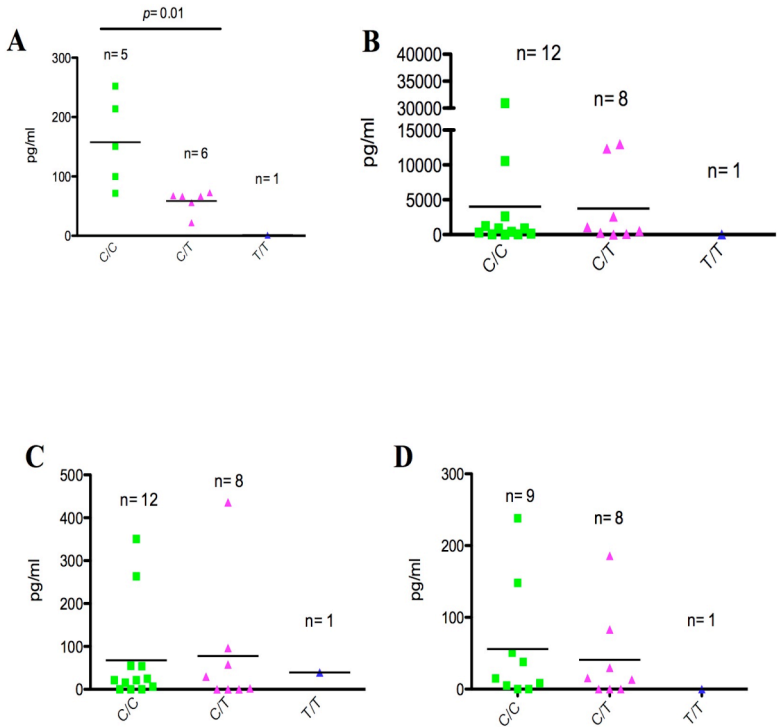 p= 0.01
A
n= 5
300
200
100
0
pg/ml
n= 6
n= 1
C/C
C/T
T/T
B
n= 12
40000
35000
30000
15000
10000
5000
0
pg/ml
n= 8
n= 1
C/C
C/T
T/T
C
n= 12
500
400
300
200
100
0
pg/ml
n= 8
n= 1
C/C
C/T
T/T
D
n= 9
300
200
100
0
pg/ml
n= 8
n= 1
C/C
C/T
T/T